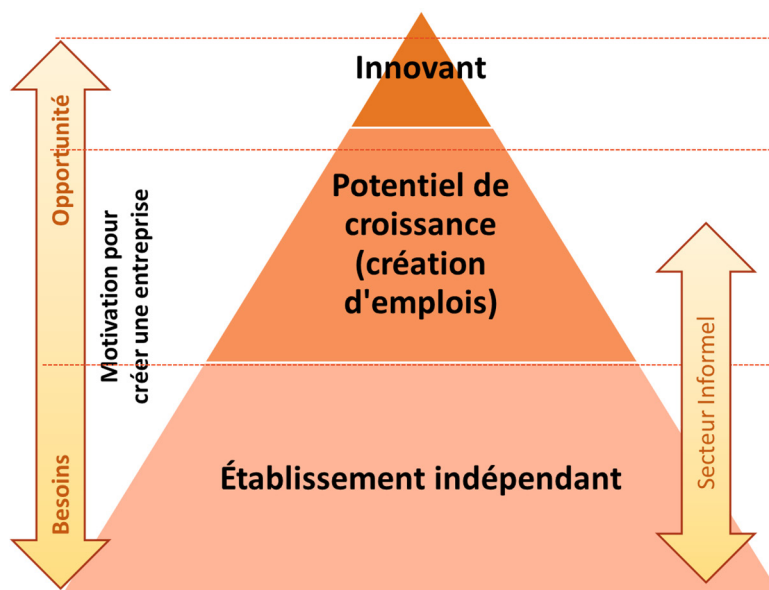 Innovant
Potentiel de
croissance
(création
d'emplois)
Établissement indépendant
Opportunité
Besoins
Motivation pour
créer une entreprise
Secteur Informel